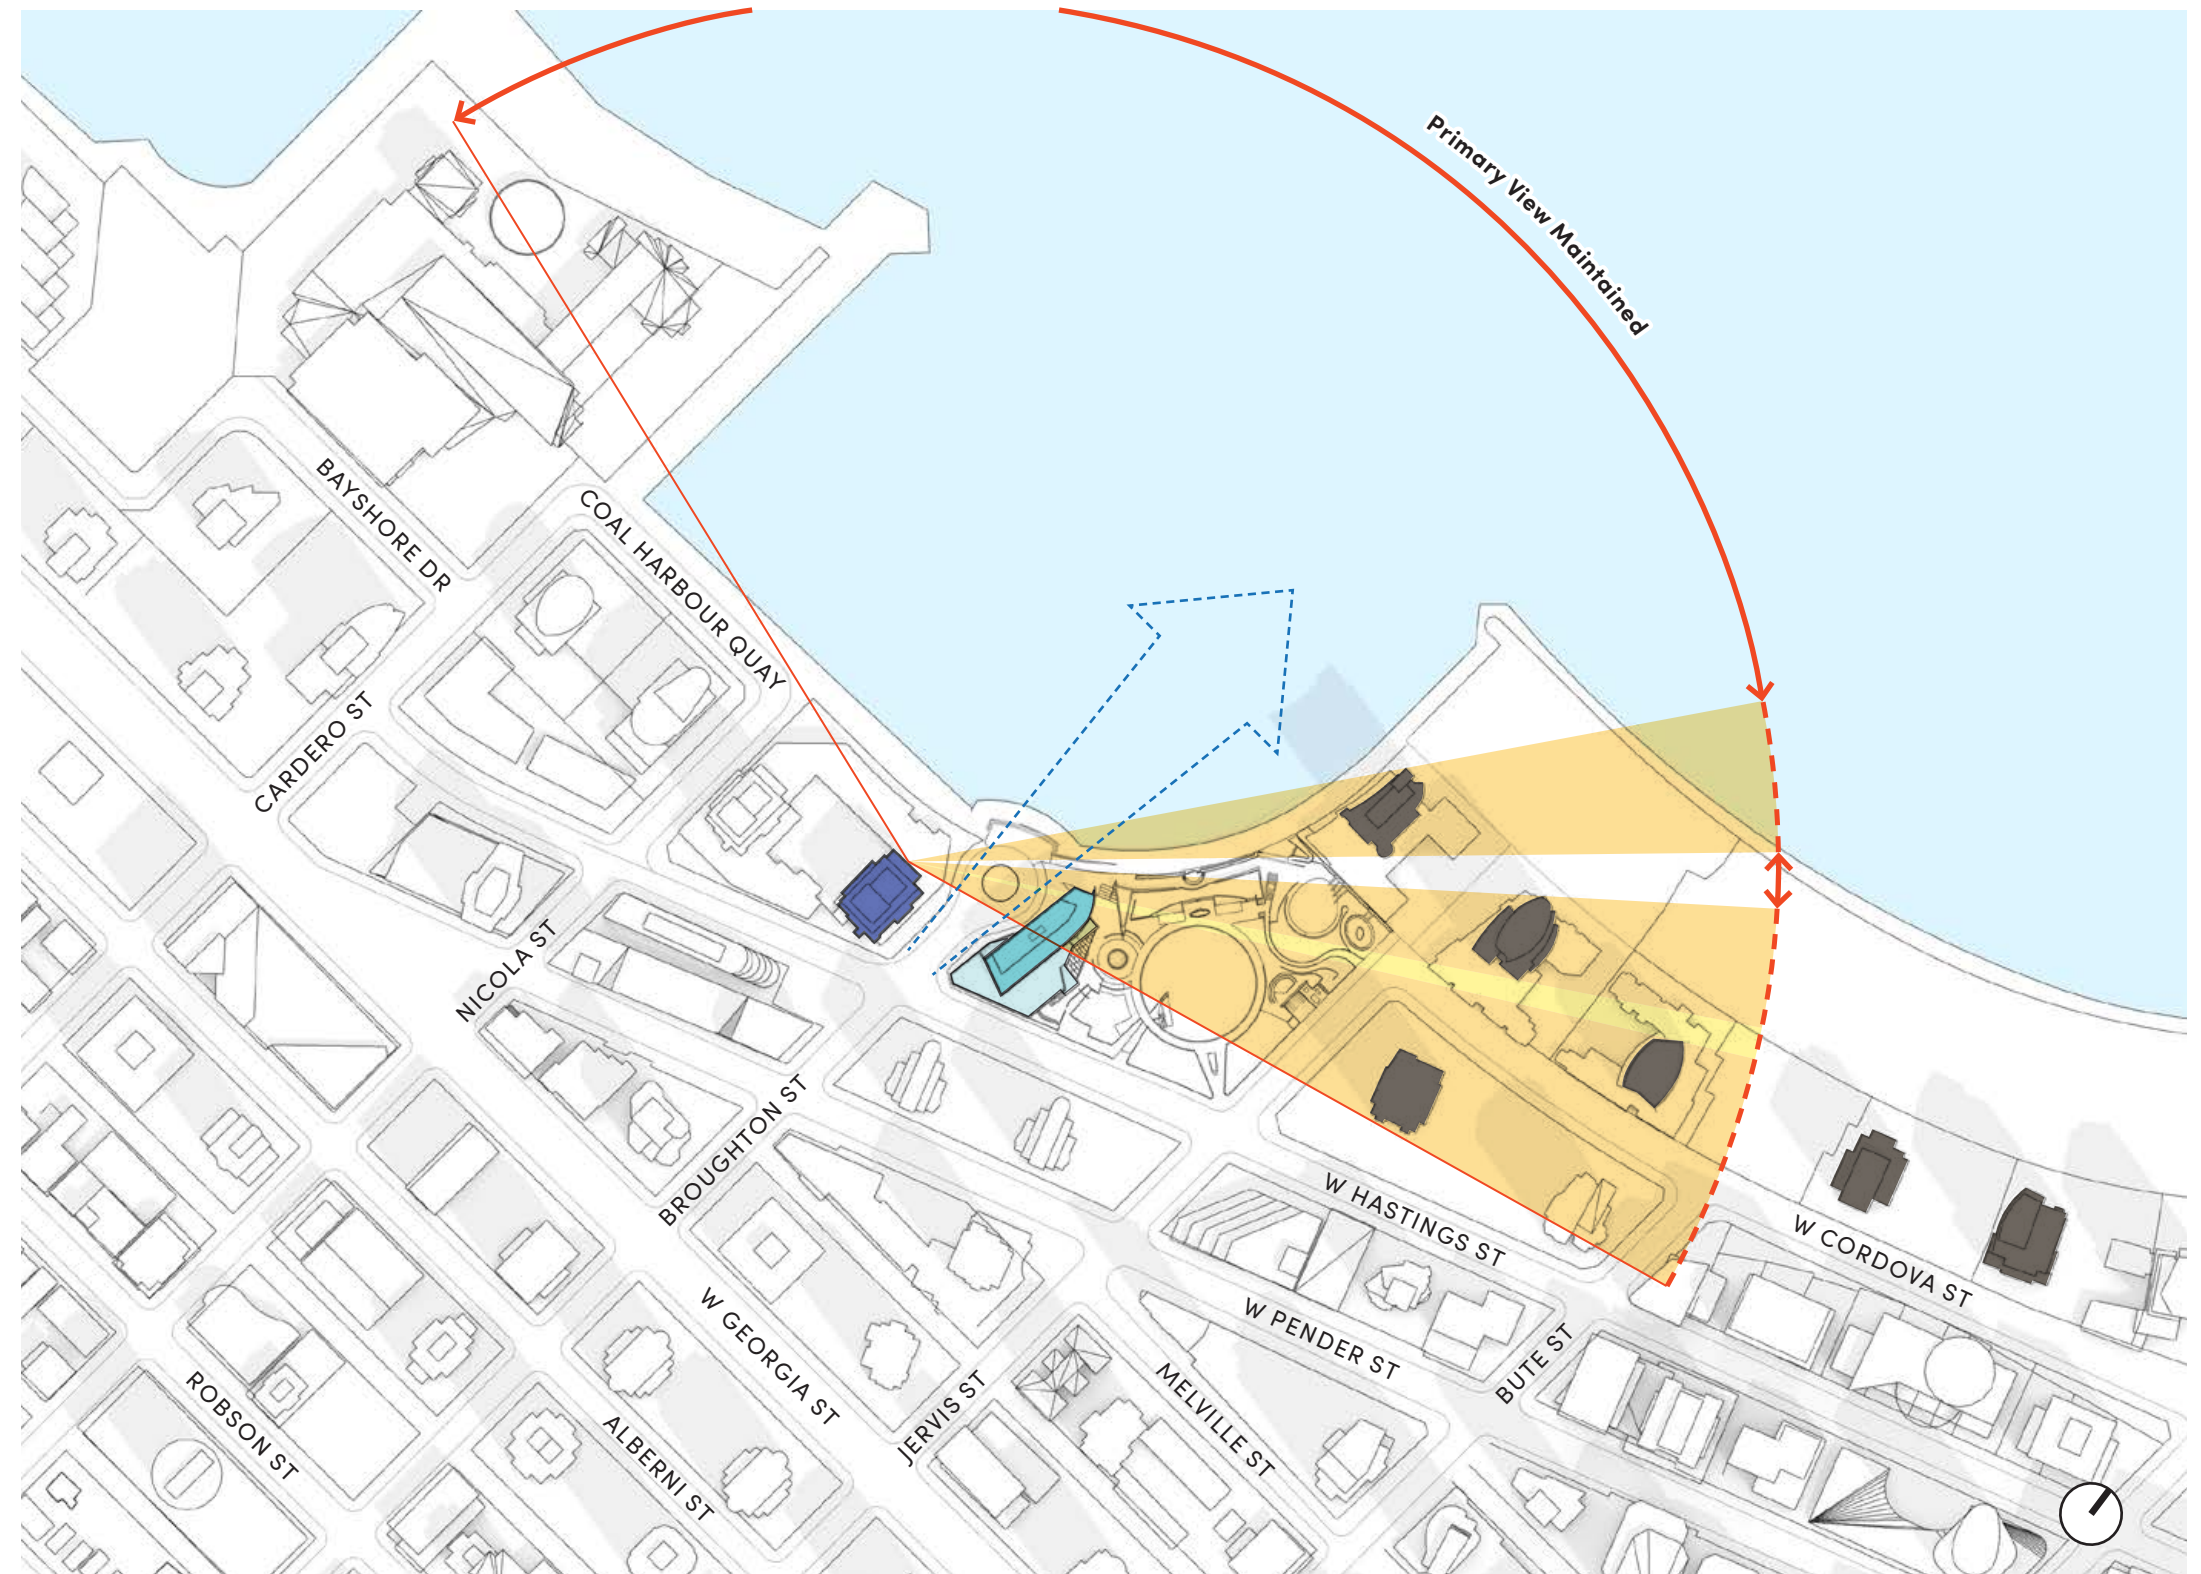 Primary View Maintained
BAYSHORE DR
COAL HARBOUR QUAY
CARDERO ST
NICOLA ST
BROUGHTON ST
W HASTINGS ST
W CORDOVA ST
W PENDER ST
W GEORGIA ST
BUTE ST
MELVILLE ST
JERVIS ST
ROBSON ST
ALBERNI ST